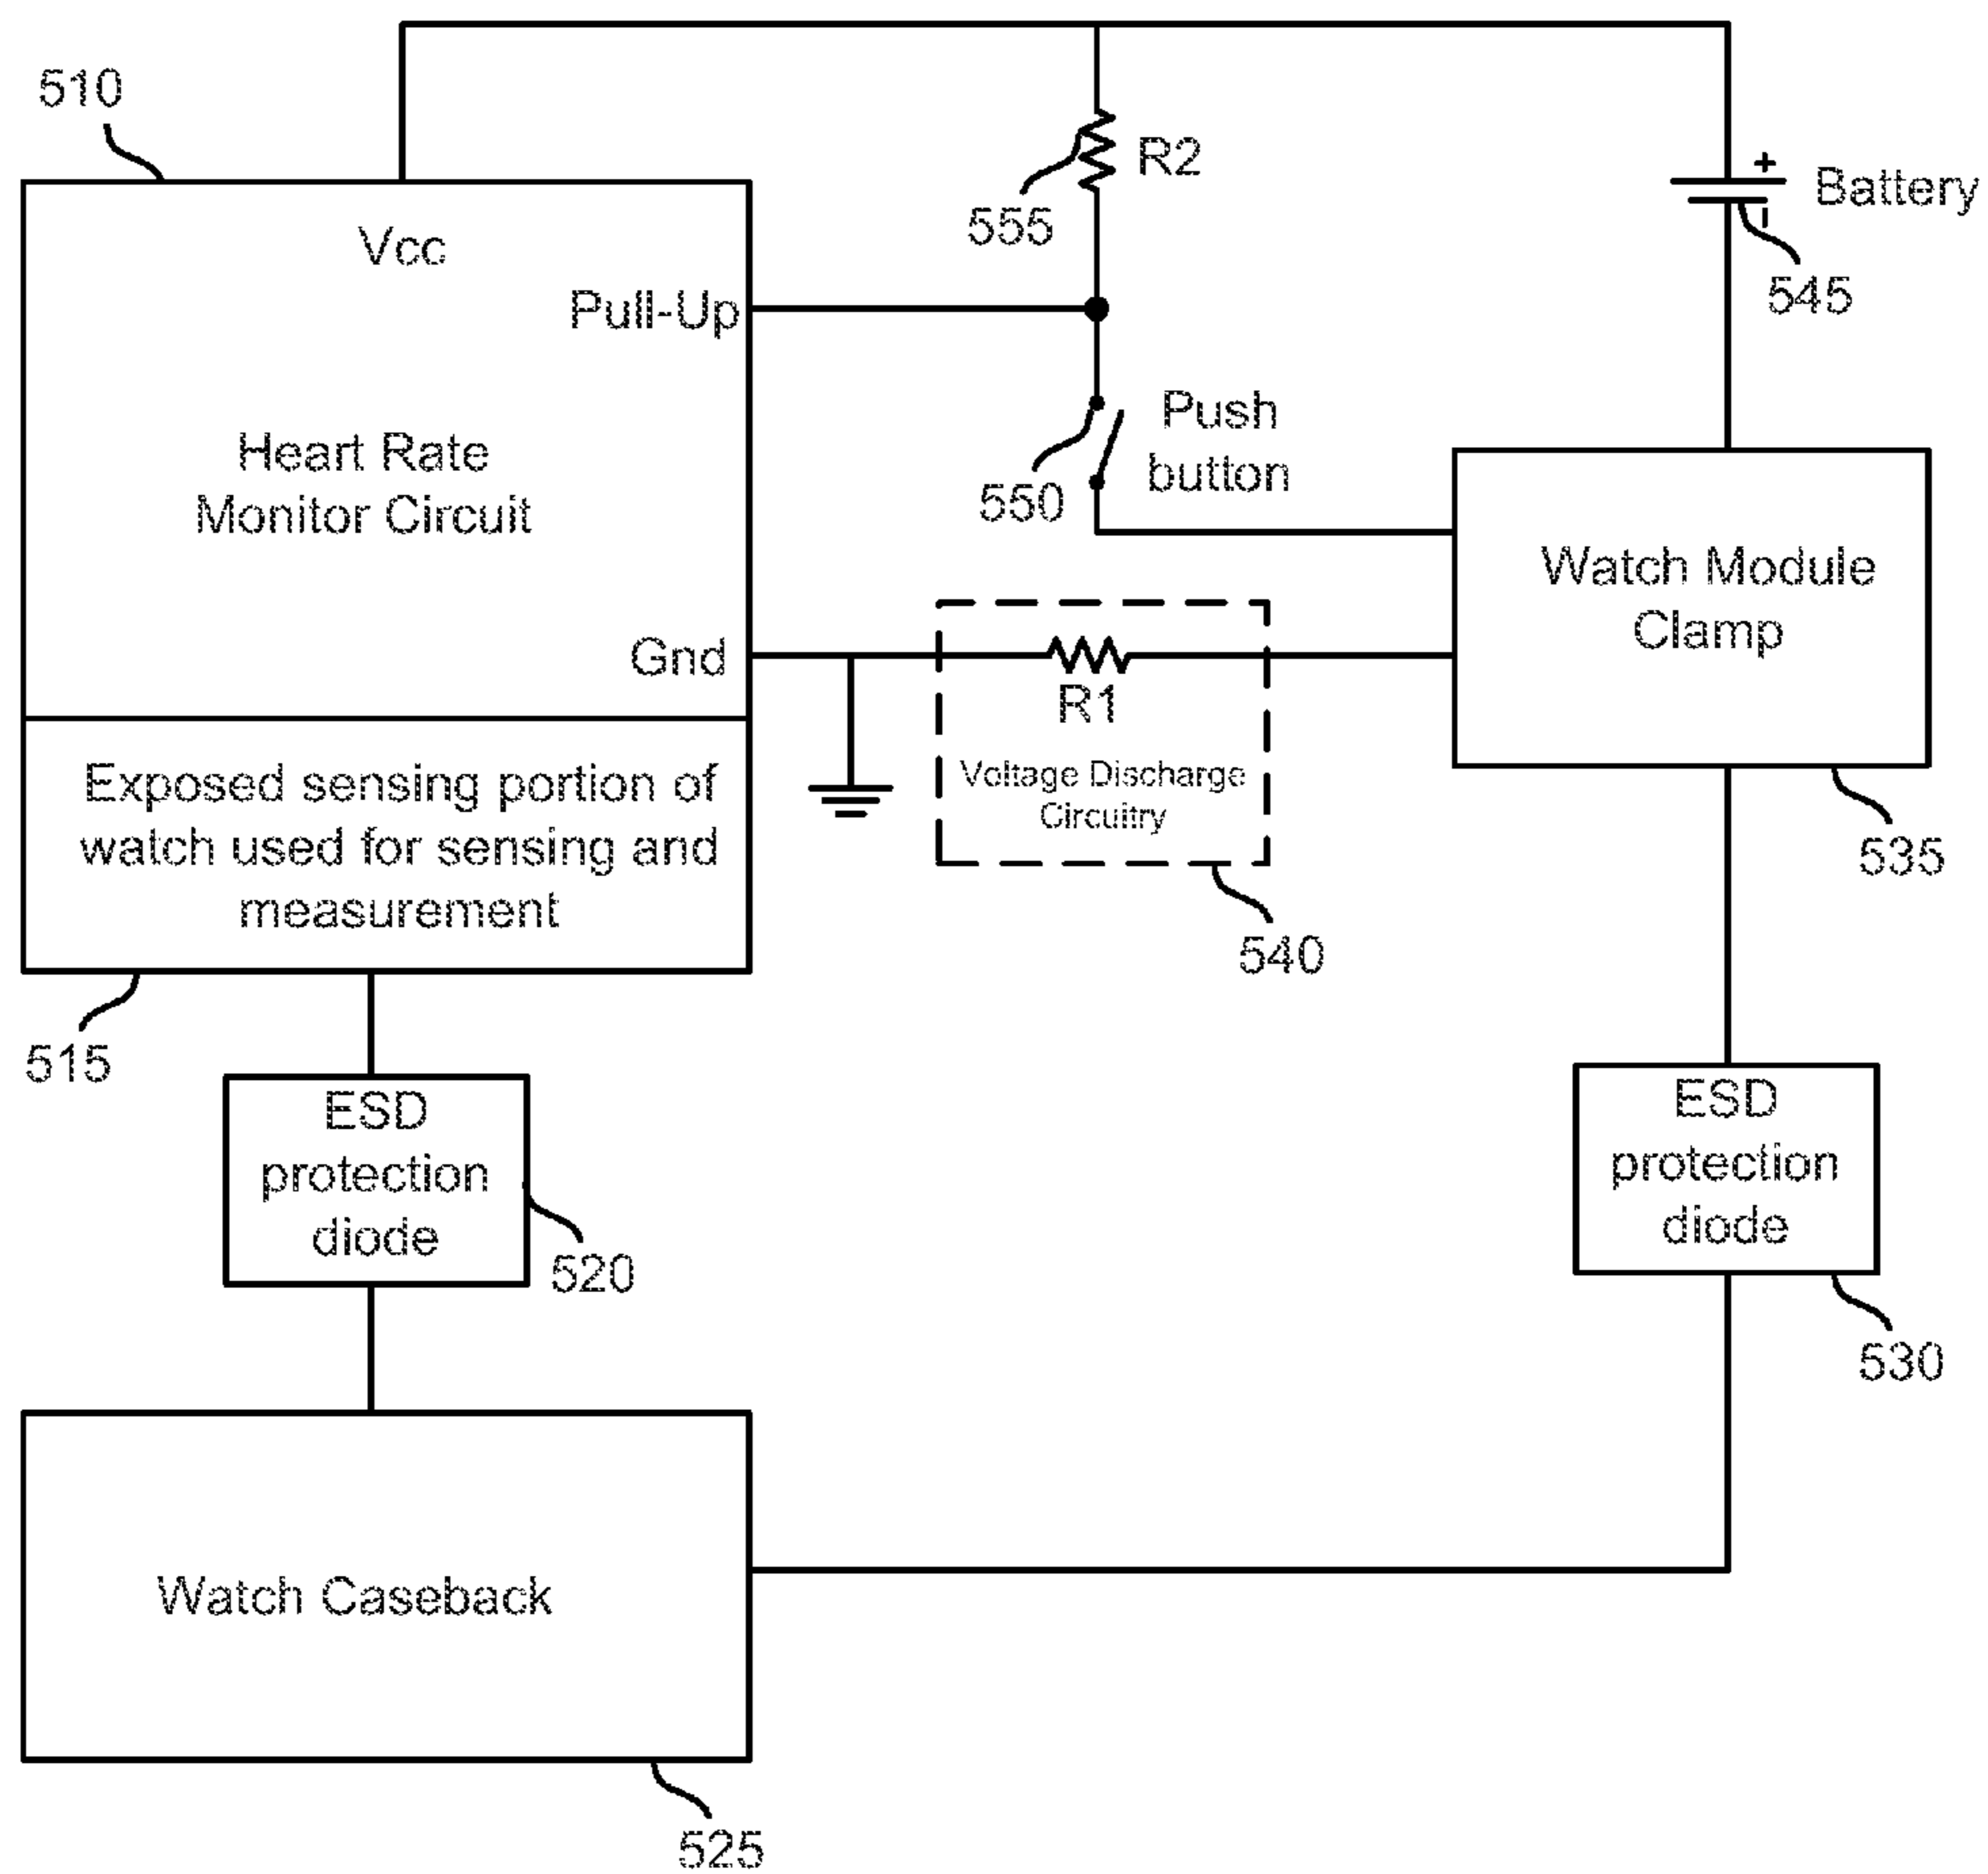 510
Vcc
Pull-Up
Heart Rate
Monitor Circuit
Gnd
Exposed sensing portion of
watch used for sensing and
measurement
515
R2
555
+
-
Battery
545
Push
button
550
Watch Module
Clamp
535
R1
Voltage Discharge
Circuitry
540
ESD
protection
diode
520
ESD
protection
diode
530
Watch Caseback
525